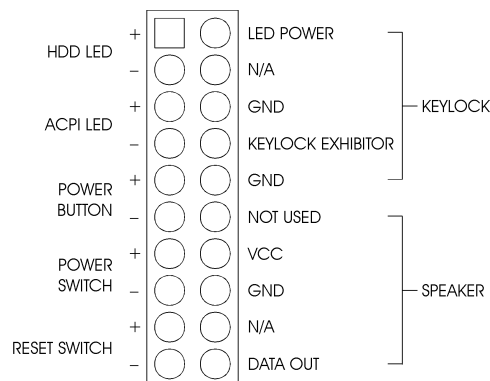 HDD LED + LED POWER
– N/A
ACPI LED + GND
– KEYLOCK EXHIBITOR
KEYLOCK
POWER BUTTON + GND
– NOT USED
POWER SWITCH + VCC
– GND
SPEAKER
RESET SWITCH + N/A
– DATA OUT